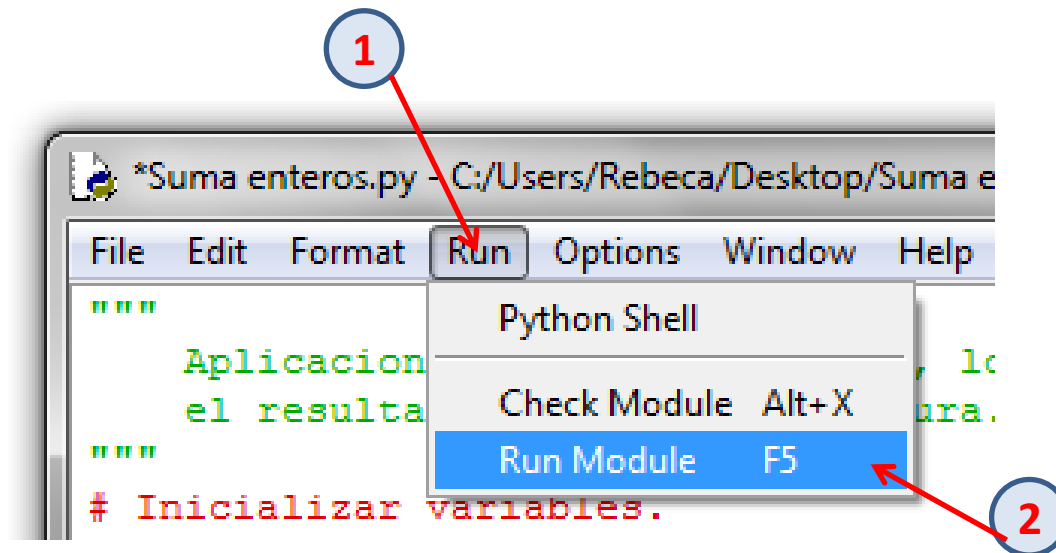 1
*Suma enteros.py - C:/Users/Rebeca/Desktop/Suma e
File Edit Format Run Options Window Help
"""
Python Shell
Aplicacion , lo
Check Module Alt+X
el resulta ura.
"""
Run Module F5
# Inicializar variables.
2